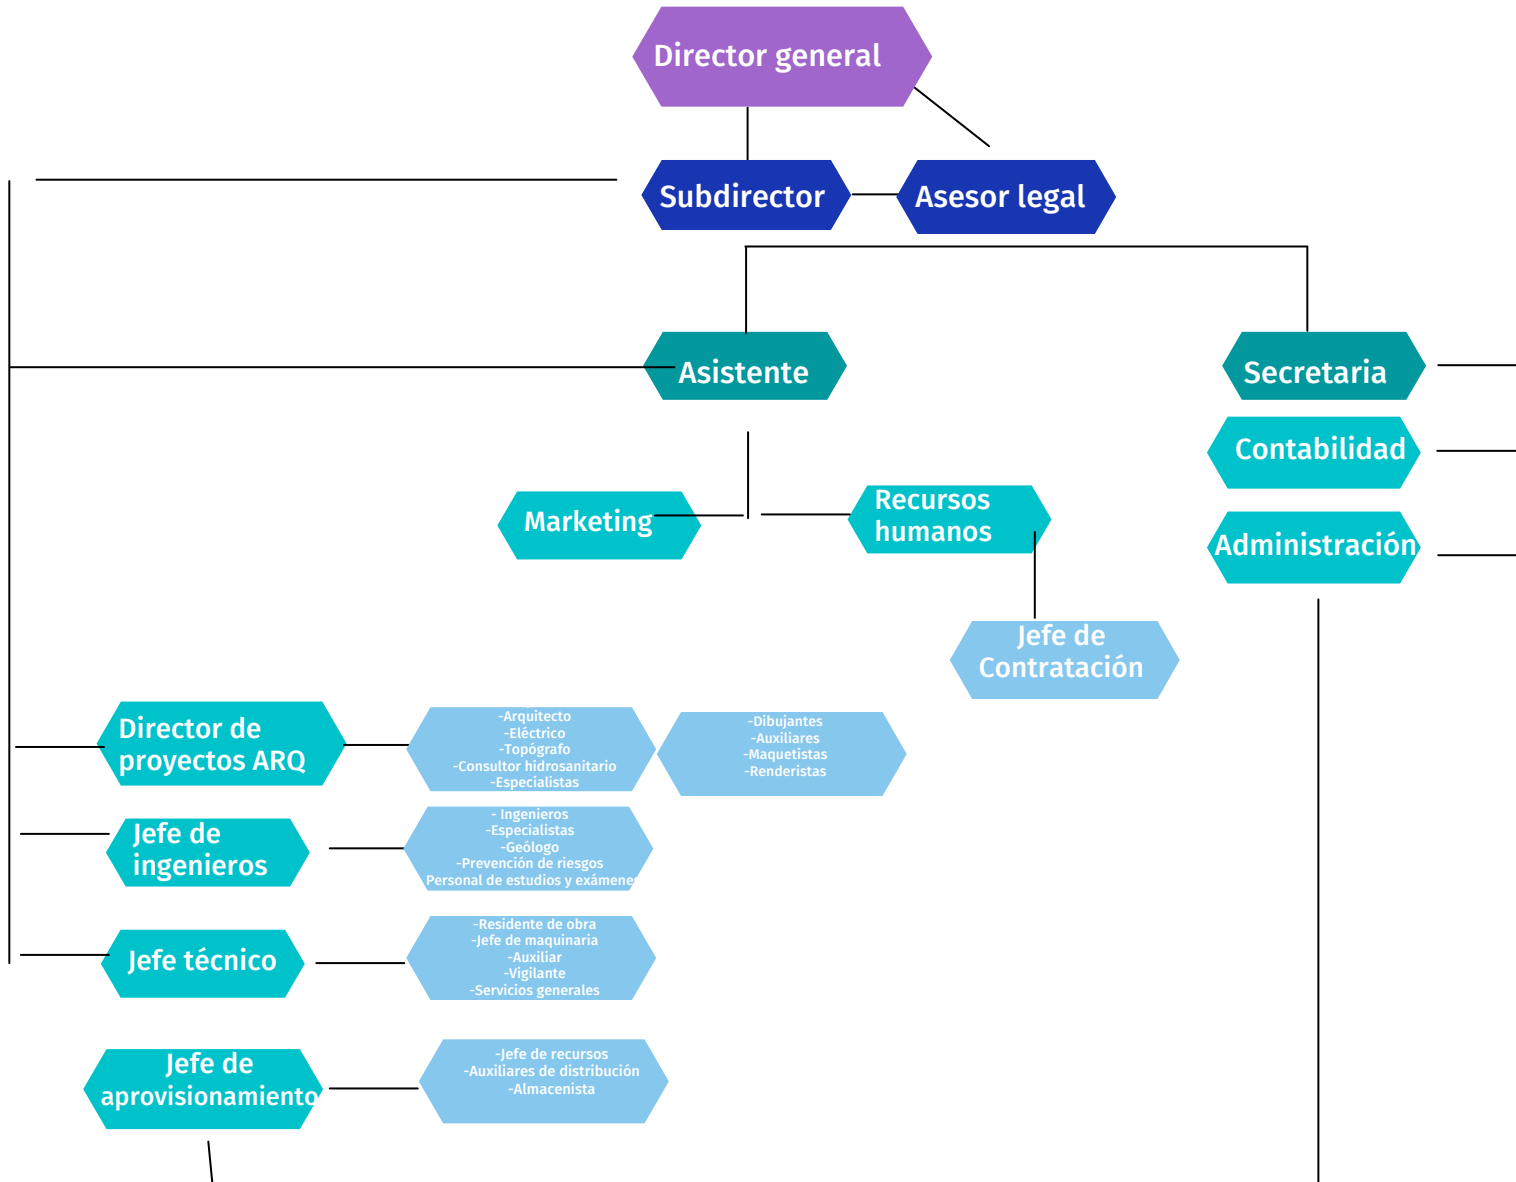 Director general
Subdirector
Asesor legal
Asistente
Secretaria
Contabilidad
Marketing
Recursos
humanos
Administración
Jefe de
Contratación
Director de
proyectos ARQ
-Arquitecto
-Eléctrico
-Topógrafo
-Consultor hidrosanitario
-Especialistas
-Dibujantes
-Auxiliares
-Maquetistas
-Renderistas
Jefe de
ingenieros
- Ingenieros
-Especialistas
-Geólogo
-Prevención de riesgos
Personal de estudios y exámenes
Jefe técnico
-Residente de obra
-Jefe de maquinaria
-Auxiliar
-Vigilante
-Servicios generales
Jefe de
aprovisionamiento
-Jefe de recursos
-Auxiliares de distribución
-Almacenista